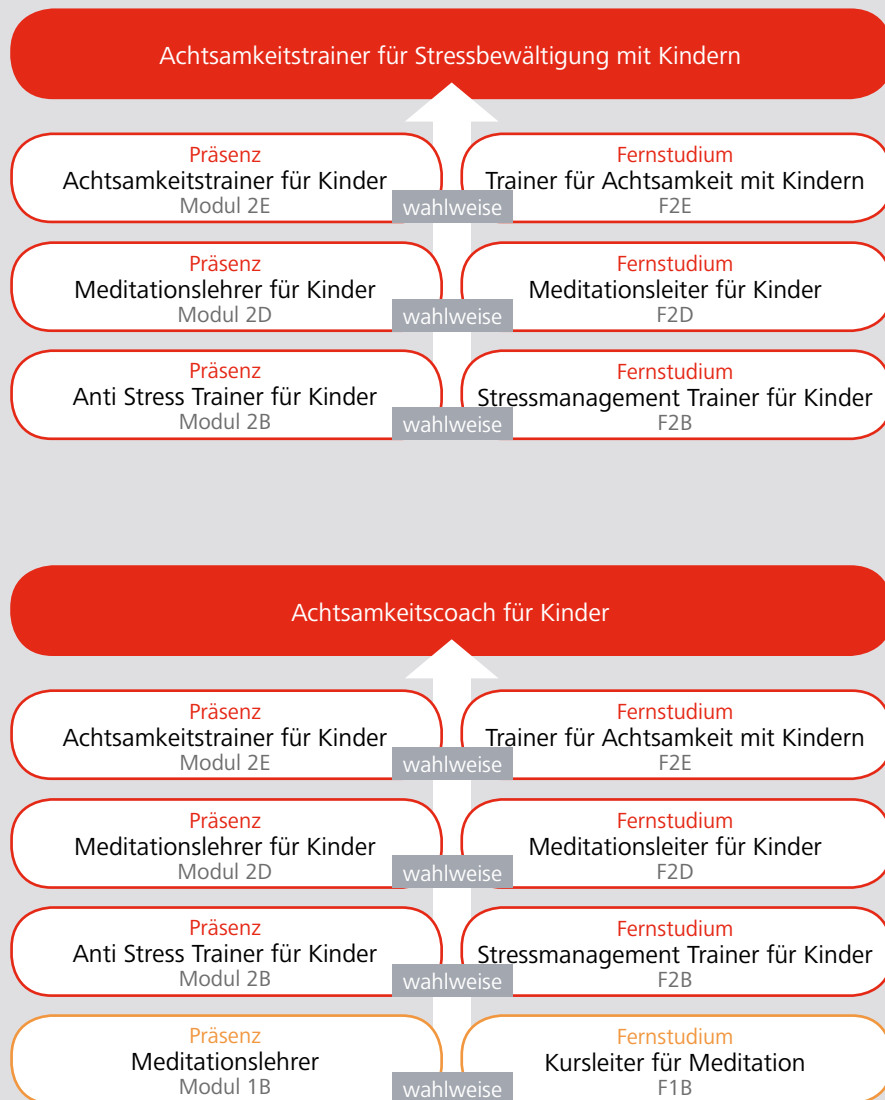 Achtsamkeitstrainer für Stressbewältigung mit Kindern
Präsenz
Achtsamkeitstrainer für Kinder
Modul 2E
wahlweise
Fernstudium
Trainer für Achtsamkeit mit Kindern
F2E
Präsenz
Meditationslehrer für Kinder
Modul 2D
wahlweise
Fernstudium
Meditationsleiter für Kinder
F2D
Präsenz
Anti Stress Trainer für Kinder
Modul 2B
wahlweise
Fernstudium
Stressmanagement Trainer für Kinder
F2B
Achtsamkeitscoach für Kinder
Präsenz
Achtsamkeitstrainer für Kinder
Modul 2E
wahlweise
Fernstudium
Trainer für Achtsamkeit mit Kindern
F2E
Präsenz
Meditationslehrer für Kinder
Modul 2D
wahlweise
Fernstudium
Meditationsleiter für Kinder
F2D
Präsenz
Anti Stress Trainer für Kinder
Modul 2B
wahlweise
Fernstudium
Stressmanagement Trainer für Kinder
F2B
Präsenz
Meditationslehrer
Modul 1B
wahlweise
Fernstudium
Kursleiter für Meditation
F1B